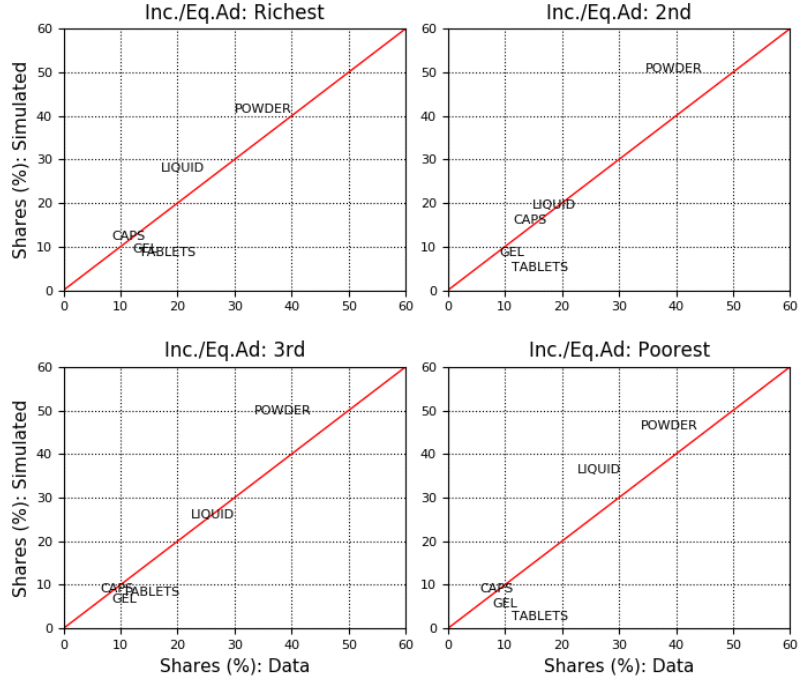 Inc./Eq.Ad: Richest
60
50
40
30
20
10
0
Shares (%): Simulated
POWDER
LIQUID
CAPS
GEL
TABLETS
0 10 20 30 40 50 60
Inc./Eq.Ad: 2nd
60
50
40
30
20
10
0
POWDER
LIQUID
CAPS
GEL
TABLETS
0 10 20 30 40 50 60
Inc./Eq.Ad: 3rd
60
50
40
30
20
10
0
Shares (%): Simulated
POWDER
LIQUID
CAPS
TABLETS
GEL
0 10 20 30 40 50 60
Shares (%): Data
Inc./Eq.Ad: Poorest
60
50
40
30
20
10
0
POWDER
LIQUID
CAPS
GEL
TABLETS
0 10 20 30 40 50 60
Shares (%): Data